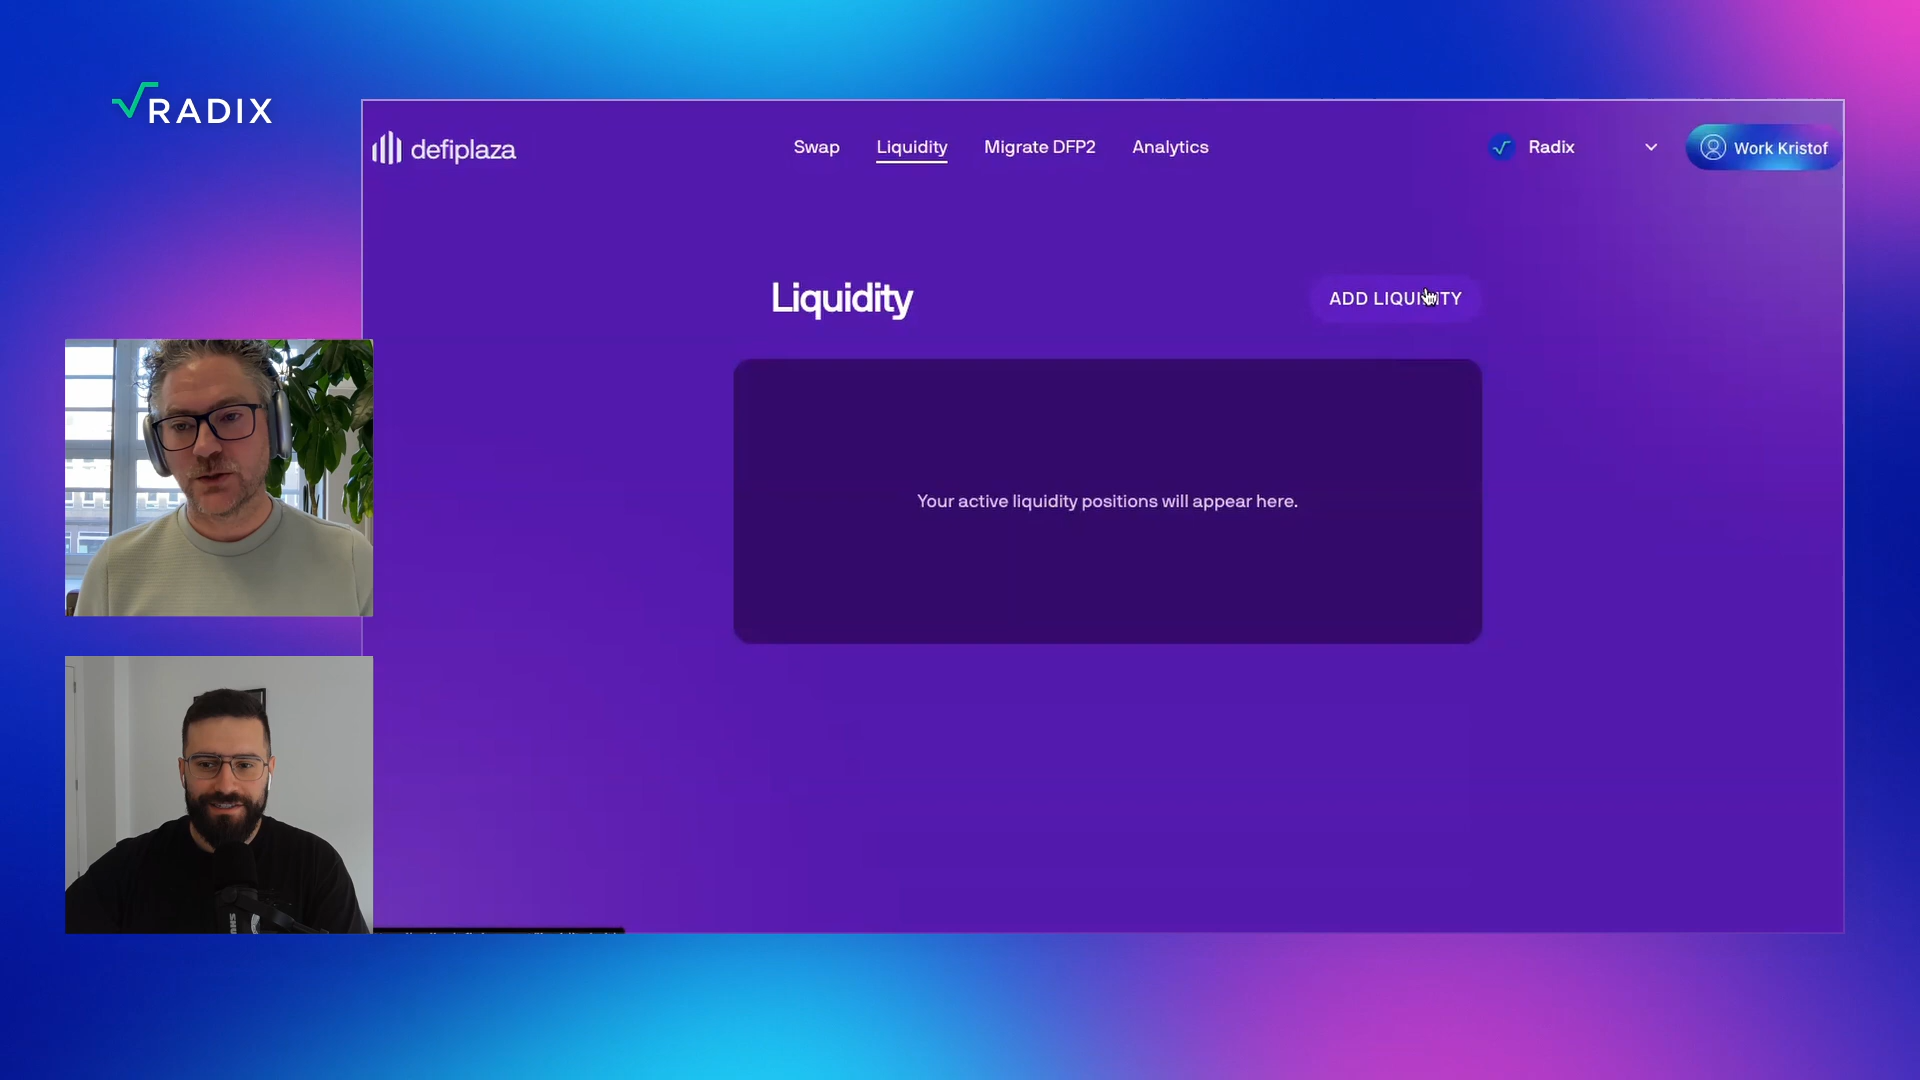 RADIX
defiplaza
Swap
Liquidity
Migrate DFP2
Analytics
Radix
Work Kristof
Liquidity
ADD LIQUIDITY
Your active liquidity positions will appear here.